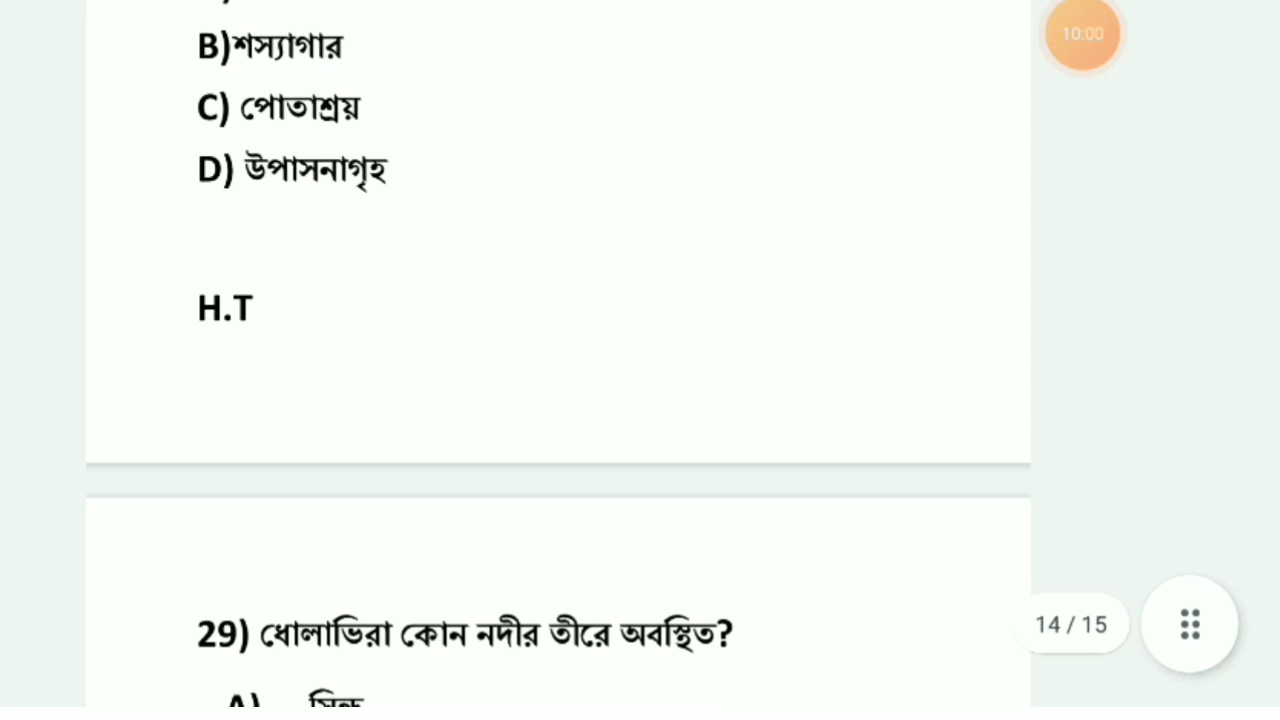 10:00
B)শস্যাগার
C) পোতাশ্রয়
D) উপাসনাগৃহ
H.T
29) ধোলাভিরা কোন নদীর তীরে অবস্থিত?
14 / 15
A) সিন্ধু